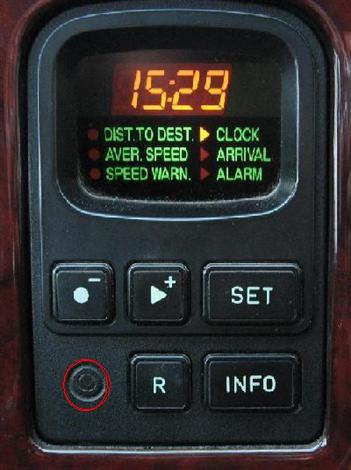 15:29
DIST.TO DEST. CLOCK
AVER. SPEED ARRIVAL
SPEED WARN. ALARM
- + SET
R INFO